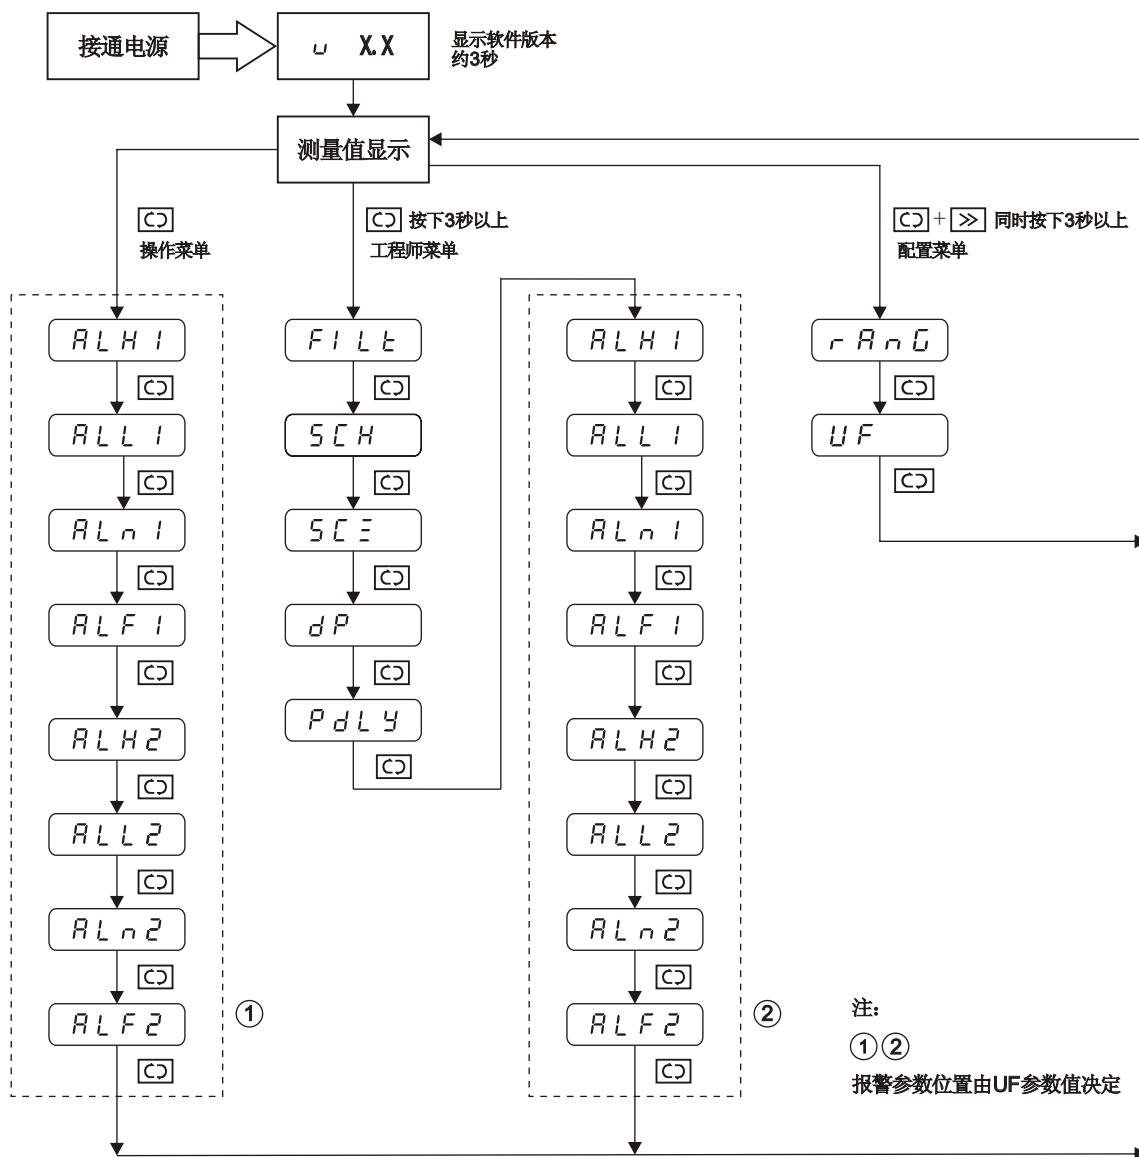 接通电源
u X.X
显示软件版本
约3秒
测量值显示
操作菜单
按下3秒以上
工程师菜单
+ 同时按下3秒以上
配置菜单
ALH1
ALL1
ALn1
ALF1
ALH2
ALL2
ALn2
ALF2
①
FILt
SCH
dP
PdLY
ALH1
ALL1
ALn1
ALF1
ALH2
ALL2
ALn2
ALF2
②
rAnG
UF
注:
①②
报警参数位置由UF参数值决定